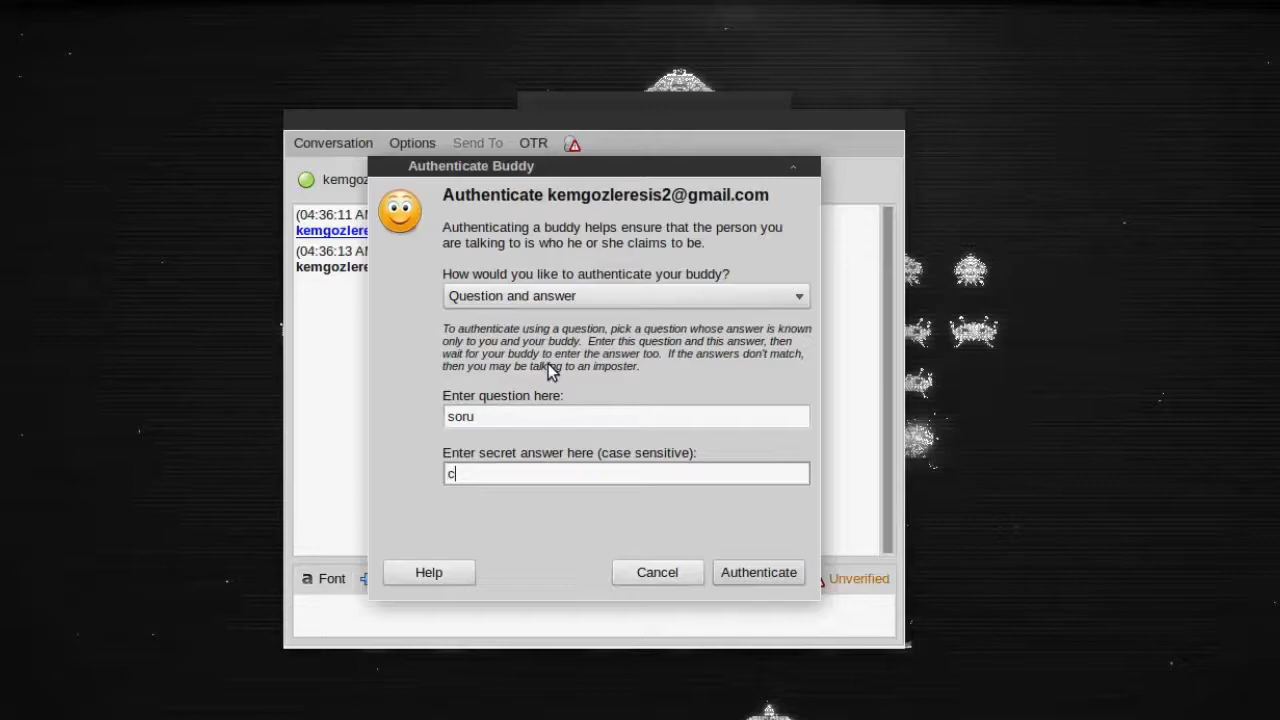 Conversation Options Send To OTR
Authenticate Buddy
kemgoz
Authenticate kemgozleresis2@gmail.com
(04:36:11 AM
kemgozlere
(04:36:13 AM
kemgozlere
Authenticating a buddy helps ensure that the person you
are talking to is who he or she claims to be.
How would you like to authenticate your buddy?
Question and answer
To authenticate using a question, pick a question whose answer is known
only to you and your buddy. Enter this question and this answer, then
wait for your buddy to enter the answer too. If the answers don't match,
then you may be talking to an imposter.
Enter question here:
soru
Enter secret answer here (case sensitive):
c
Help Cancel Authenticate
a Font Unverified